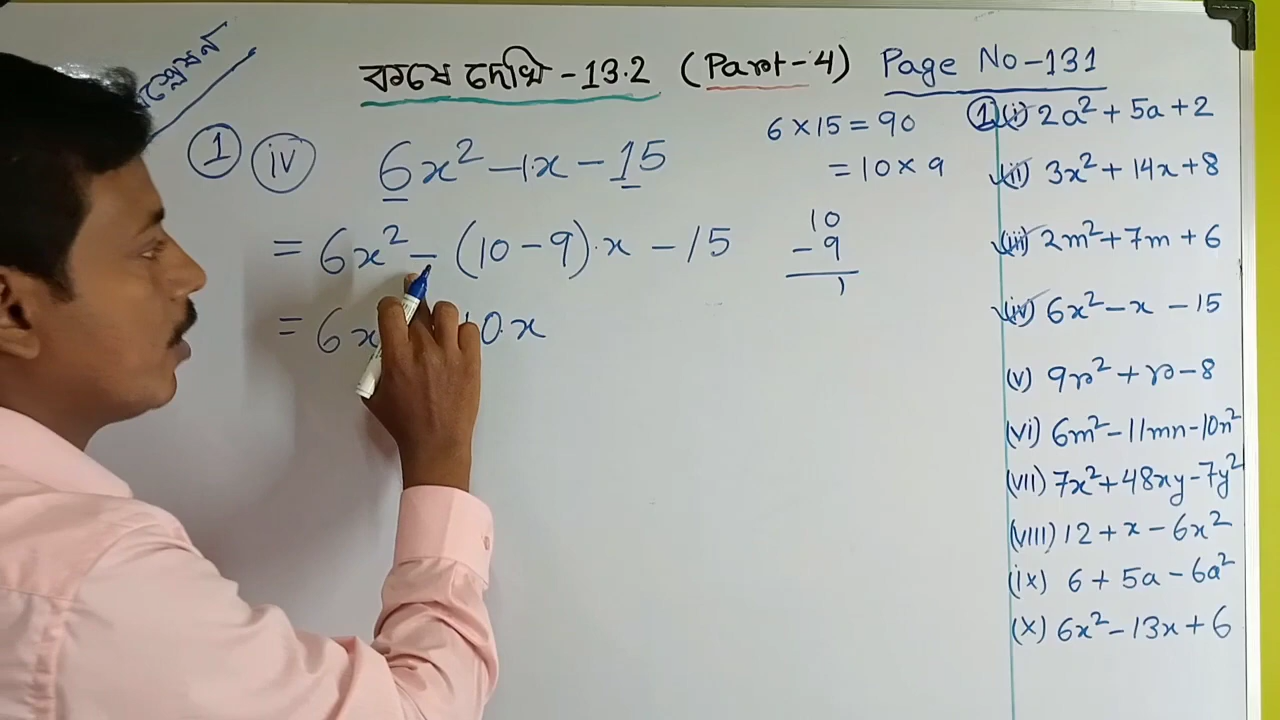 কষে দেখি - 13.2 (Part-4) Page No-131
1 iv 6x² - 1x - 15
= 6x² - (10 - 9).x - 15
= 6x 10.x
6 × 15 = 90
= 10 × 9
10
- 9
1
1 (i) 2a² + 5a + 2
(ii) 3x² + 14x + 8
(iii) 2m² + 7m + 6
(iv) 6x² - x - 15
(v) 9r² + r - 8
(vi) 6m² - 11mn - 10n²
(vii) 7x² + 48xy - 7y²
(viii) 12 + x - 6x²
(ix) 6 + 5a - 6a²
(x) 6x² - 13x + 6